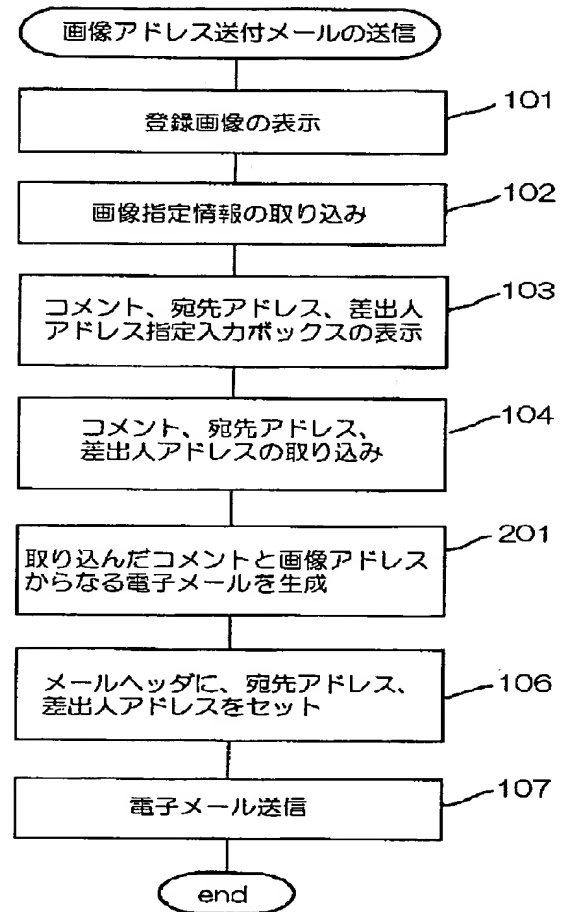 画像アドレス送付メールの送信
101
登録画像の表示
102
画像指定情報の取り込み
103
コメント、宛先アドレス、差出人
アドレス指定入力ボックスの表示
104
コメント、宛先アドレス、
差出人アドレスの取り込み
201
取り込んだコメントと画像アドレス
からなる電子メールを生成
106
メールヘッダに、宛先アドレス、
差出人アドレスをセット
107
電子メール送信
end